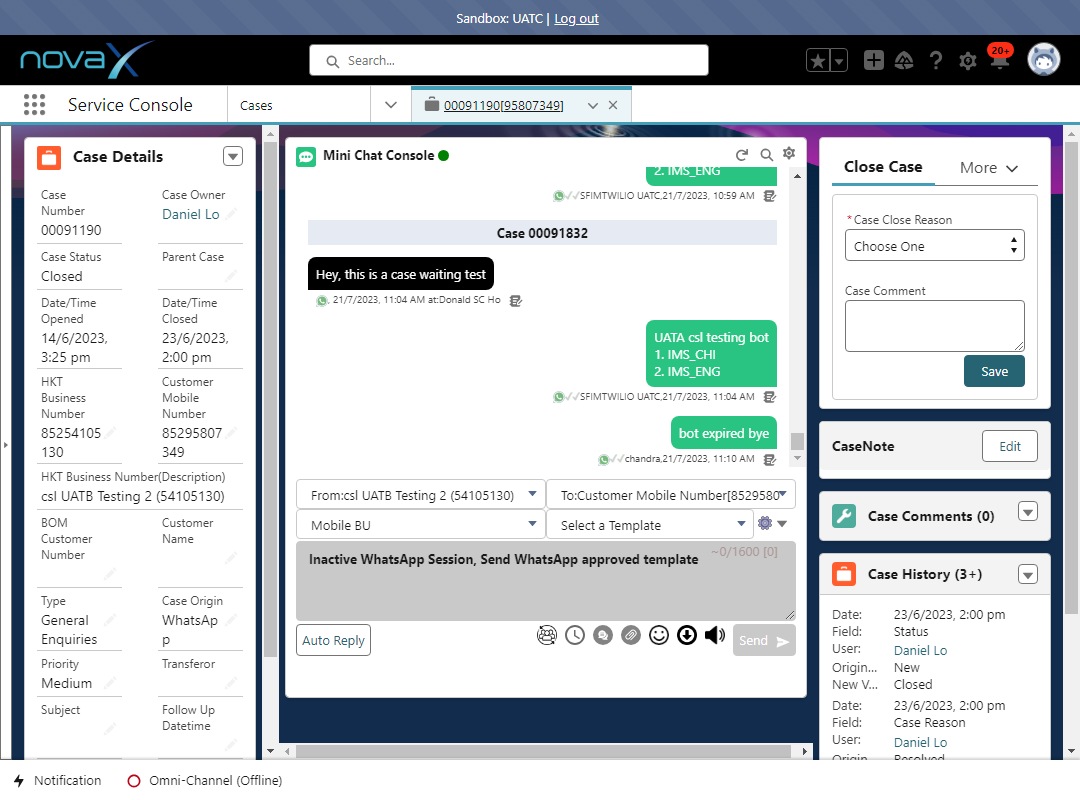 Sandbox: UATC | Log out
novaX
Search...
20+
Service Console
Cases
00091190[95807349]
Case Details
Case Number
00091190
Case Owner
Daniel Lo
Case Status
Closed
Parent Case
Date/Time Opened
14/6/2023, 3:25 pm
Date/Time Closed
23/6/2023, 2:00 pm
HKT Business Number
85254105130
Customer Mobile Number
85295807349
HKT Business Number(Description)
csl UATB Testing 2 (54105130)
BOM Customer Number
Customer Name
Type
General Enquiries
Case Origin
WhatsApp
Priority
Medium
Transferor
Subject
Follow Up Datetime
Mini Chat Console
2. IMS_ENG
SFIMTWILIO UATC,21/7/2023, 10:59 AM
Case 00091832
Hey, this is a case waiting test
21/7/2023, 11:04 AM at:Donald SC Ho
UATA csl testing bot
1. IMS_CHI
2. IMS_ENG
SFIMTWILIO UATC,21/7/2023, 11:04 AM
bot expired bye
chandra,21/7/2023, 11:10 AM
From:csl UATB Testing 2 (54105130)
To:Customer Mobile Number[8529580
Mobile BU
Select a Template
~0/1600 [0]
Inactive WhatsApp Session, Send WhatsApp approved template
Auto Reply
Send
Close Case
More
*Case Close Reason
Choose One
Case Comment
Save
CaseNote
Edit
Case Comments (0)
Case History (3+)
Date: 23/6/2023, 2:00 pm
Field: Status
User: Daniel Lo
Origin... New
New V... Closed
Date: 23/6/2023, 2:00 pm
Field: Case Reason
User: Daniel Lo
Origin Resolved
Notification
Omni-Channel (Offline)